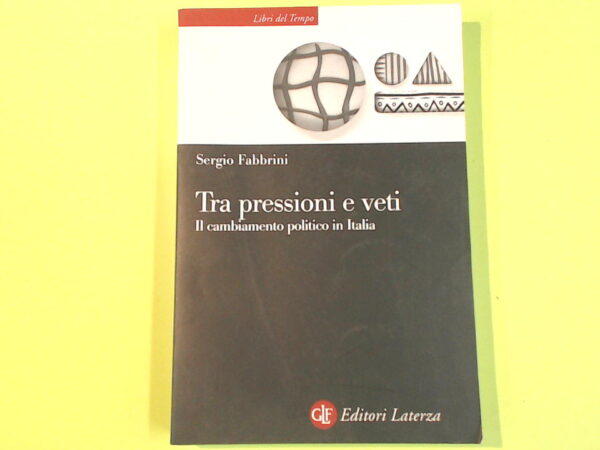 Libri del Tempo
Sergio Fabbrini
Tra pressioni e veti
Il cambiamento politico in Italia
GLF Editori Laterza